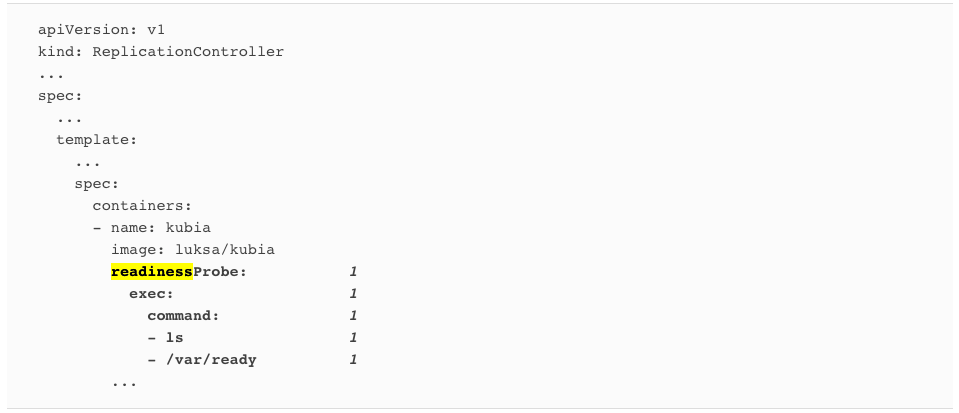 apiVersion: v1
kind: ReplicationController
...
spec:
  ...
  template:
    ...
    spec:
      containers:
      - name: kubia
        image: luksa/kubia
        readinessProbe:           1
          exec:                   1
            command:              1
            - ls                  1
            - /var/ready          1
        ...